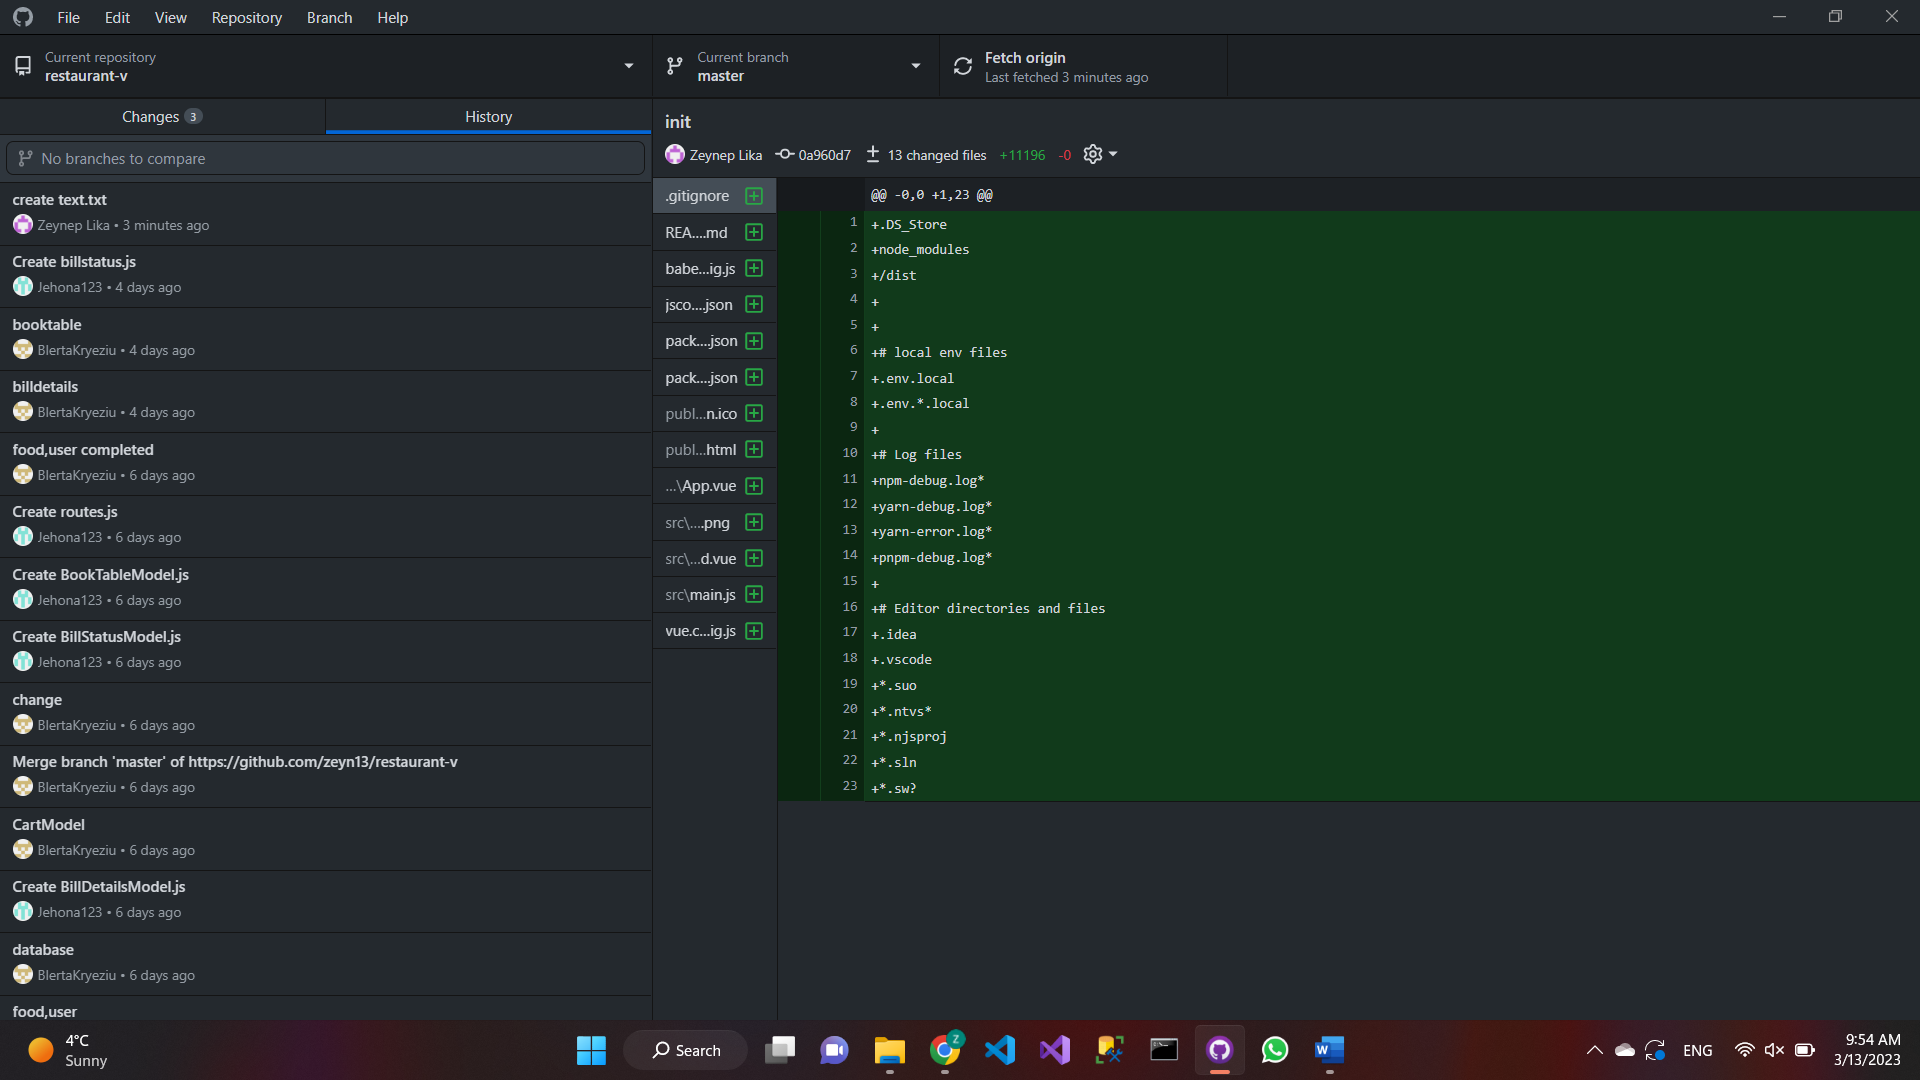 File Edit View Repository Branch Help
Current repository
restaurant-v
Current branch
master
Fetch origin
Last fetched 3 minutes ago
Changes 3
History
No branches to compare
create text.txt
Zeynep Lika • 3 minutes ago
Create billstatus.js
Jehona123 • 4 days ago
booktable
BlertaKryeziu • 4 days ago
billdetails
BlertaKryeziu • 4 days ago
food,user completed
BlertaKryeziu • 6 days ago
Create routes.js
Jehona123 • 6 days ago
Create BookTableModel.js
Jehona123 • 6 days ago
Create BillStatusModel.js
Jehona123 • 6 days ago
change
BlertaKryeziu • 6 days ago
Merge branch 'master' of https://github.com/zeyn13/restaurant-v
BlertaKryeziu • 6 days ago
CartModel
BlertaKryeziu • 6 days ago
Create BillDetailsModel.js
Jehona123 • 6 days ago
database
BlertaKryeziu • 6 days ago
food,user
init
Zeynep Lika 0a960d7 13 changed files +11196 -0
.gitignore
REA....md
babe...ig.js
jsco....json
pack....json
pack....json
publ...n.ico
publ...html
...\App.vue
src\....png
src\...d.vue
src\main.js
vue.c...ig.js
@@ -0,0 +1,23 @@
1 +.DS_Store
2 +node_modules
3 +/dist
4 +
5 +
6 +# local env files
7 +.env.local
8 +.env.*.local
9 +
10 +# Log files
11 +npm-debug.log*
12 +yarn-debug.log*
13 +yarn-error.log*
14 +pnpm-debug.log*
15 +
16 +# Editor directories and files
17 +.idea
18 +.vscode
19 +*.suo
20 +*.ntvs*
21 +*.njsproj
22 +*.sln
23 +*.sw?
4°C
Sunny
Search
Z
W
ENG
9:54 AM
3/13/2023